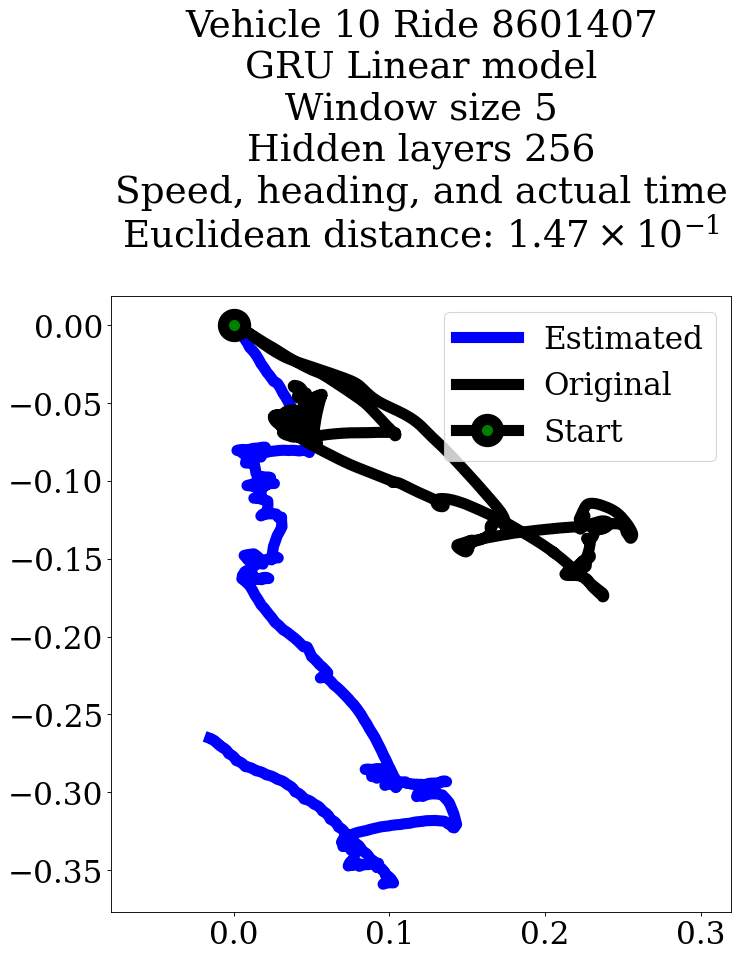 Vehicle 10 Ride 8601407
GRU Linear model
Window size 5
Hidden layers 256
Speed, heading, and actual time
Euclidean distance: 1.47 × 10⁻¹
Estimated
Original
Start
0.00
−0.05
−0.10
−0.15
−0.20
−0.25
−0.30
−0.35
0.0 0.1 0.2 0.3